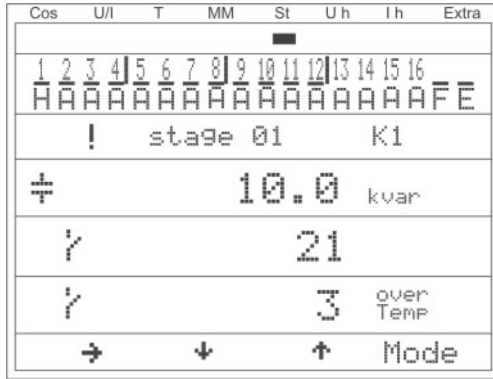 Cos U/I T MM St U h I h Extra
1 2 3 4 5 6 7 8 9 10 11 12 13 14 15 16
H A A A A A A A A A A A A A A A F E
! stage 01 K1
10.0 kvar
21
3 over Temp
→ ↓ ↑ Mode